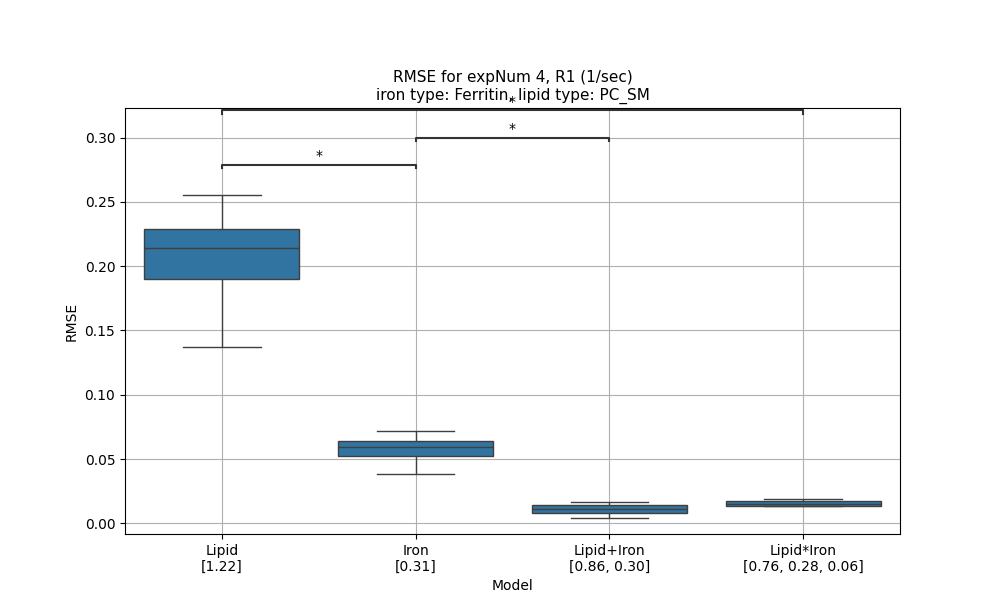 RMSE for expNum 4, R1 (1/sec)
iron type: Ferritin, lipid type: PC_SM
*
*
*
0.30
0.25
0.20
0.15
0.10
0.05
0.00
RMSE
Lipid
[1.22]
Iron
[0.31]
Lipid+Iron
[0.86, 0.30]
Lipid*Iron
[0.76, 0.28, 0.06]
Model